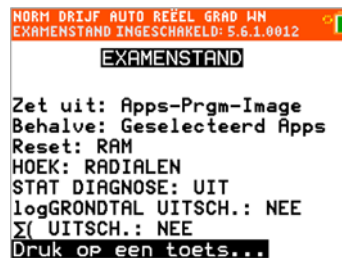 NORM DRIJF AUTO REËEL GRAD WN
EXAMENSTAND INGESCHAKELD: 5.6.1.0012
EXAMENSTAND
Zet uit: Apps-Prgm-Image
Behalve: Geselecteerd Apps
Reset: RAM
HOEK: RADIALEN
STAT DIAGNOSE: UIT
logGRONDTAL UITSCH.: NEE
Σ( UITSCH.: NEE
Druk op een toets...